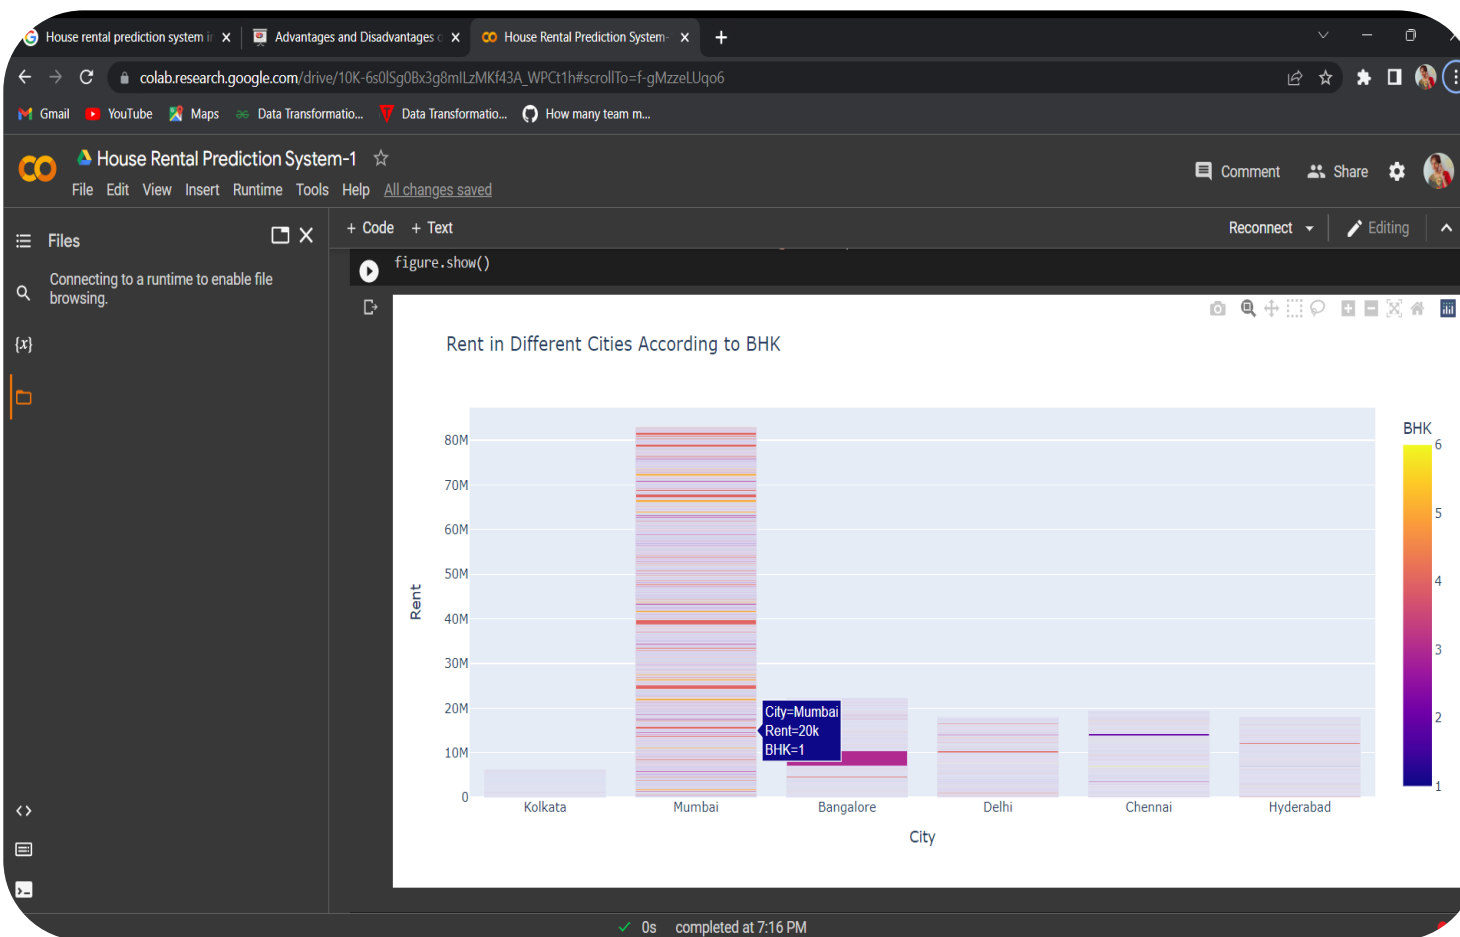 House rental prediction system i
Advantages and Disadvantages o
House Rental Prediction System-
colab.research.google.com/drive/10K-6s0lSg0Bx3g8mILzMKf43A_WPCt1h#scrollTo=f-gMzzeLUqo6
Gmail YouTube Maps Data Transformatio... Data Transformatio... How many team m...
House Rental Prediction System-1
File Edit View Insert Runtime Tools Help All changes saved
Comment Share
Files
+ Code + Text
Reconnect Editing
Connecting to a runtime to enable file
browsing.
{x}
figure.show()
Rent in Different Cities According to BHK
BHK
6
5
4
3
2
1
80M
70M
60M
50M
40M
30M
20M
10M
0
Rent
City=Mumbai
Rent=20k
BHK=1
Kolkata Mumbai Bangalore Delhi Chennai Hyderabad
City
0s completed at 7:16 PM